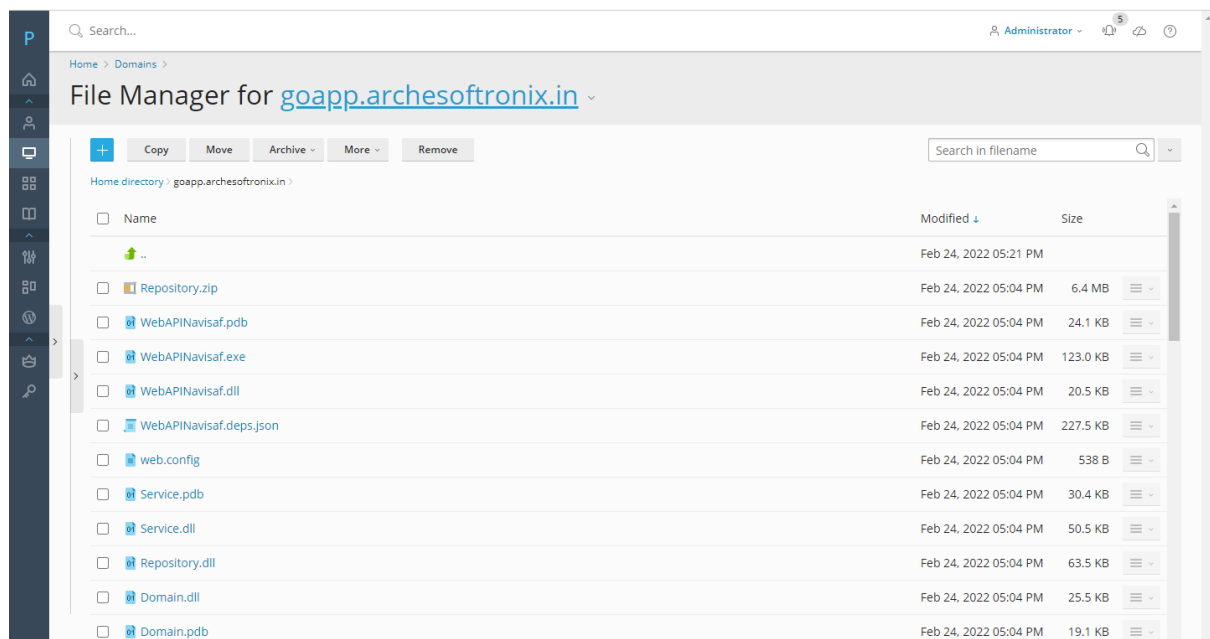 P
Search...
Administrator
5
Home > Domains >
File Manager for goapp.archesoftronix.in
+ Copy Move Archive More Remove
Search in filename
Home directory > goapp.archesoftronix.in >
Name Modified ↓ Size
.. Feb 24, 2022 05:21 PM
Repository.zip Feb 24, 2022 05:04 PM 6.4 MB
WebAPINavisaf.pdb Feb 24, 2022 05:04 PM 24.1 KB
WebAPINavisaf.exe Feb 24, 2022 05:04 PM 123.0 KB
WebAPINavisaf.dll Feb 24, 2022 05:04 PM 20.5 KB
WebAPINavisaf.deps.json Feb 24, 2022 05:04 PM 227.5 KB
web.config Feb 24, 2022 05:04 PM 538 B
Service.pdb Feb 24, 2022 05:04 PM 30.4 KB
Service.dll Feb 24, 2022 05:04 PM 50.5 KB
Repository.dll Feb 24, 2022 05:04 PM 63.5 KB
Domain.dll Feb 24, 2022 05:04 PM 25.5 KB
Domain.pdb Feb 24, 2022 05:04 PM 19.1 KB